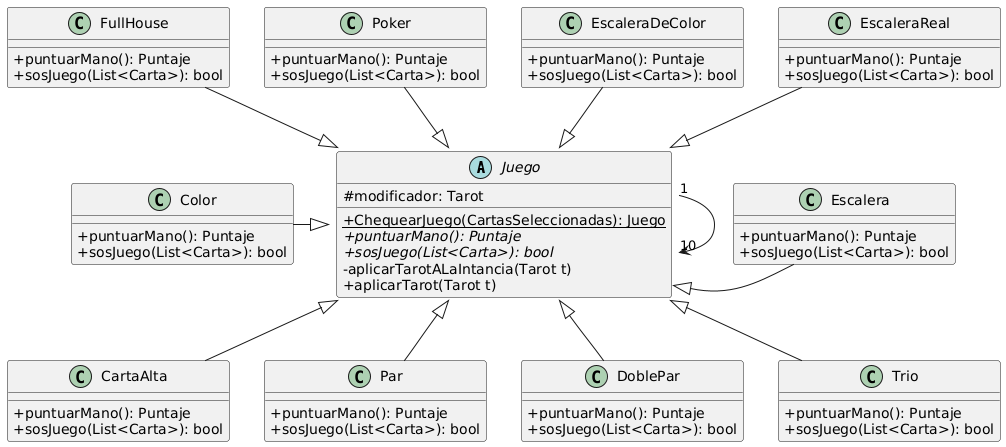 C FullHouse
+puntuarMano(): Puntaje
+sosJuego(List<Carta>): bool
C Poker
+puntuarMano(): Puntaje
+sosJuego(List<Carta>): bool
C EscaleraDeColor
+puntuarMano(): Puntaje
+sosJuego(List<Carta>): bool
C EscaleraReal
+puntuarMano(): Puntaje
+sosJuego(List<Carta>): bool
C Color
+puntuarMano(): Puntaje
+sosJuego(List<Carta>): bool
A Juego
#modificador: Tarot
+ChequearJuego(CartasSeleccionadas): Juego
+puntuarMano(): Puntaje
+sosJuego(List<Carta>): bool
-aplicarTarotALaIntancia(Tarot t)
+aplicarTarot(Tarot t)
1
10
C Escalera
+puntuarMano(): Puntaje
+sosJuego(List<Carta>): bool
C CartaAlta
+puntuarMano(): Puntaje
+sosJuego(List<Carta>): bool
C Par
+puntuarMano(): Puntaje
+sosJuego(List<Carta>): bool
C DoblePar
+puntuarMano(): Puntaje
+sosJuego(List<Carta>): bool
C Trio
+puntuarMano(): Puntaje
+sosJuego(List<Carta>): bool